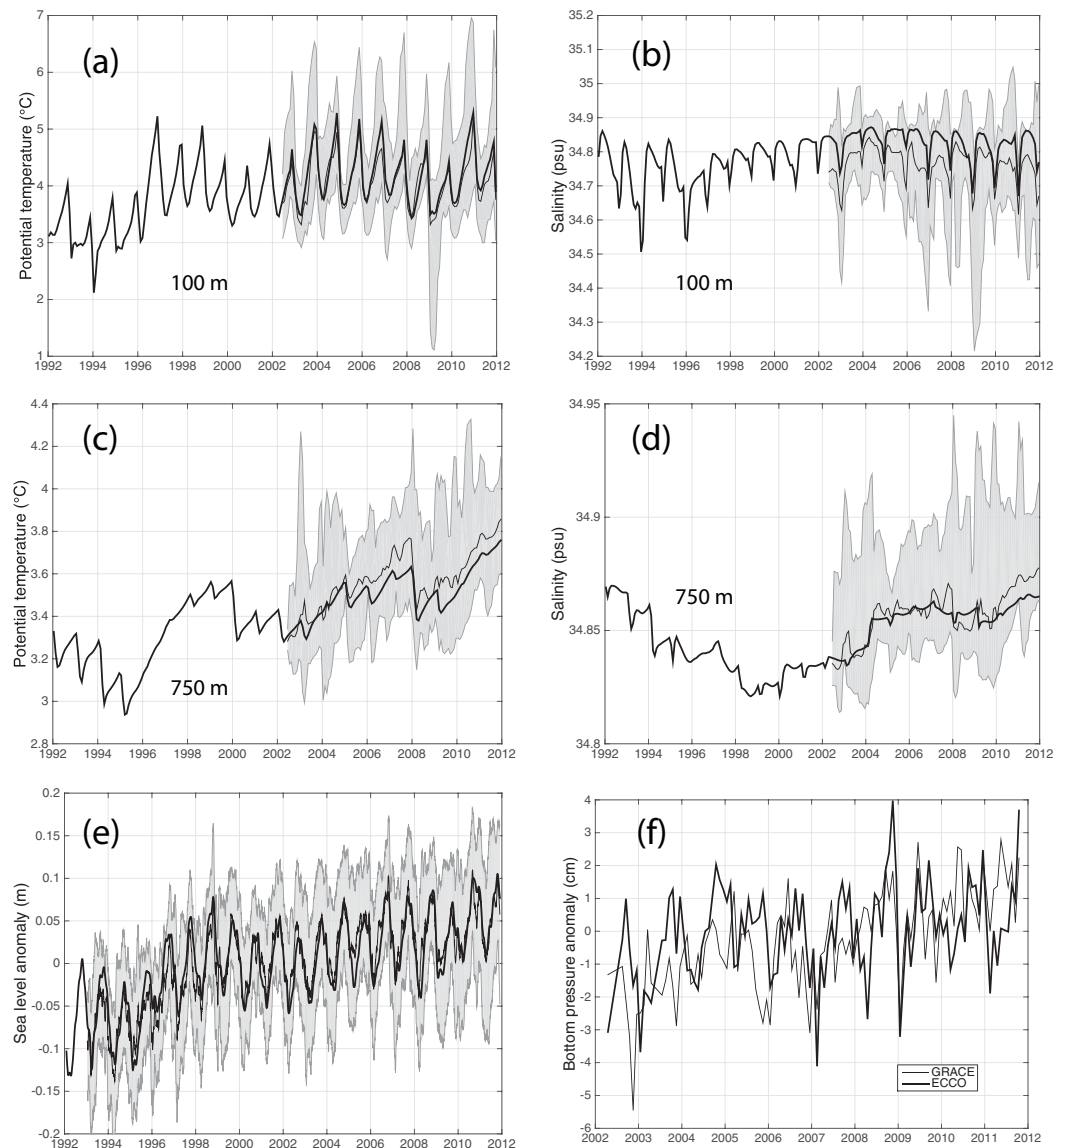 (a)
Potential temperature (°C)
7
6
5
4
3
2
1
100 m
1992 1994 1996 1998 2000 2002 2004 2006 2008 2010 2012
(b)
Salinity (psu)
35.2
35.1
35
34.9
34.8
34.7
34.6
34.5
34.4
34.3
34.2
100 m
1992 1994 1996 1998 2000 2002 2004 2006 2008 2010 2012
(c)
Potential temperature (°C)
4.4
4.2
4
3.8
3.6
3.4
3.2
3
2.8
750 m
1992 1994 1996 1998 2000 2002 2004 2006 2008 2010 2012
(d)
Salinity (psu)
34.95
34.9
34.85
34.8
750 m
1992 1994 1996 1998 2000 2002 2004 2006 2008 2010 2012
(e)
Sea level anomaly (m)
0.2
0.15
0.1
0.05
0
-0.05
-0.1
-0.15
-0.2
1992 1994 1996 1998 2000 2002 2004 2006 2008 2010 2012
(f)
Bottom pressure anomaly (cm)
4
3
2
1
0
-1
-2
-3
-4
-5
-6
GRACE
ECCO
2002 2003 2004 2005 2006 2007 2008 2009 2010 2011 2012